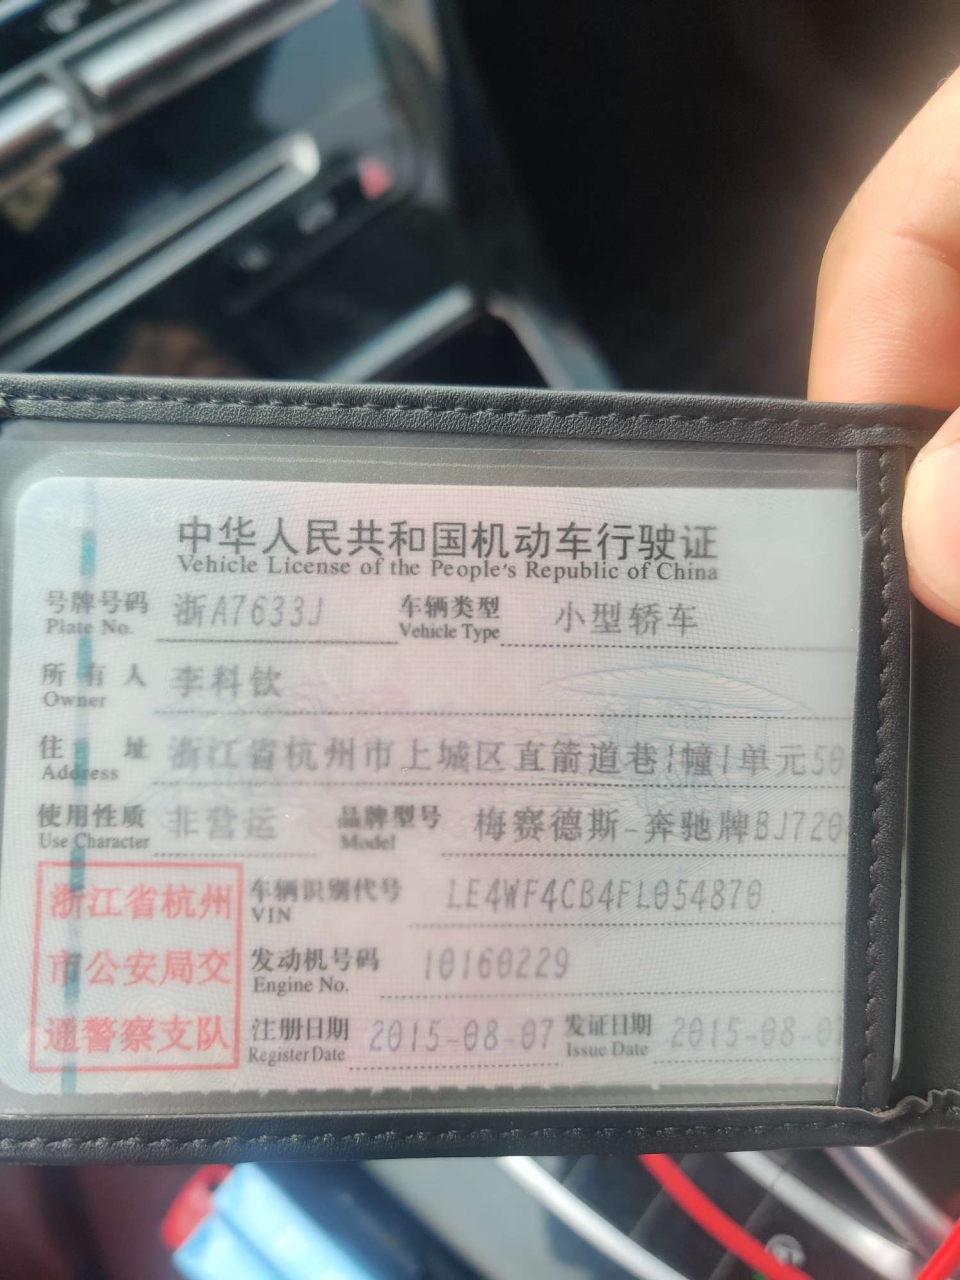 中华人民共和国机动车行驶证
Vehicle License of the People's Republic of China
号牌号码 浙A7633J 车辆类型 小型轿车
Plate No. Vehicle Type
所有人 李科钦
Owner
住址 浙江省杭州市上城区直箭道巷1幢1单元50
Address
使用性质 非营运 品牌型号 梅赛德斯-奔驰牌BJ720
Use Character Model
浙江省杭州 车辆识别代号 LE4WF4CB4FL054870
VIN
市公安局交 发动机号码 10160229
Engine No.
通警察支队 注册日期 2015-08-07 发证日期 2015-08-07
Register Date Issue Date